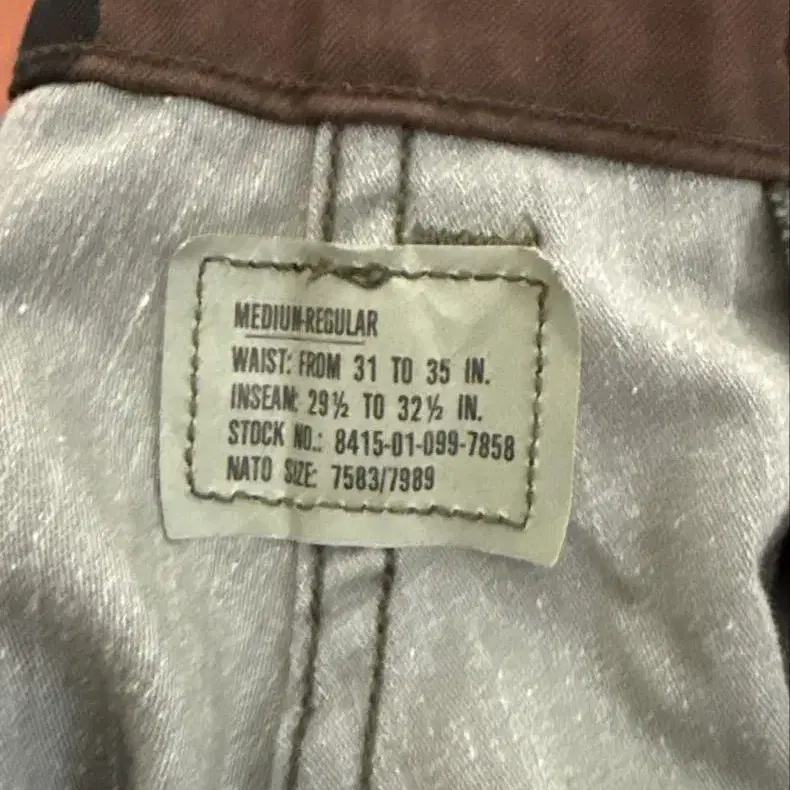 MEDIUM-REGULAR
WAIST: FROM 31 TO 35 IN.
INSEAM: 29½ TO 32½ IN.
STOCK NO.: 8415-01-099-7858
NATO SIZE: 7583/7989